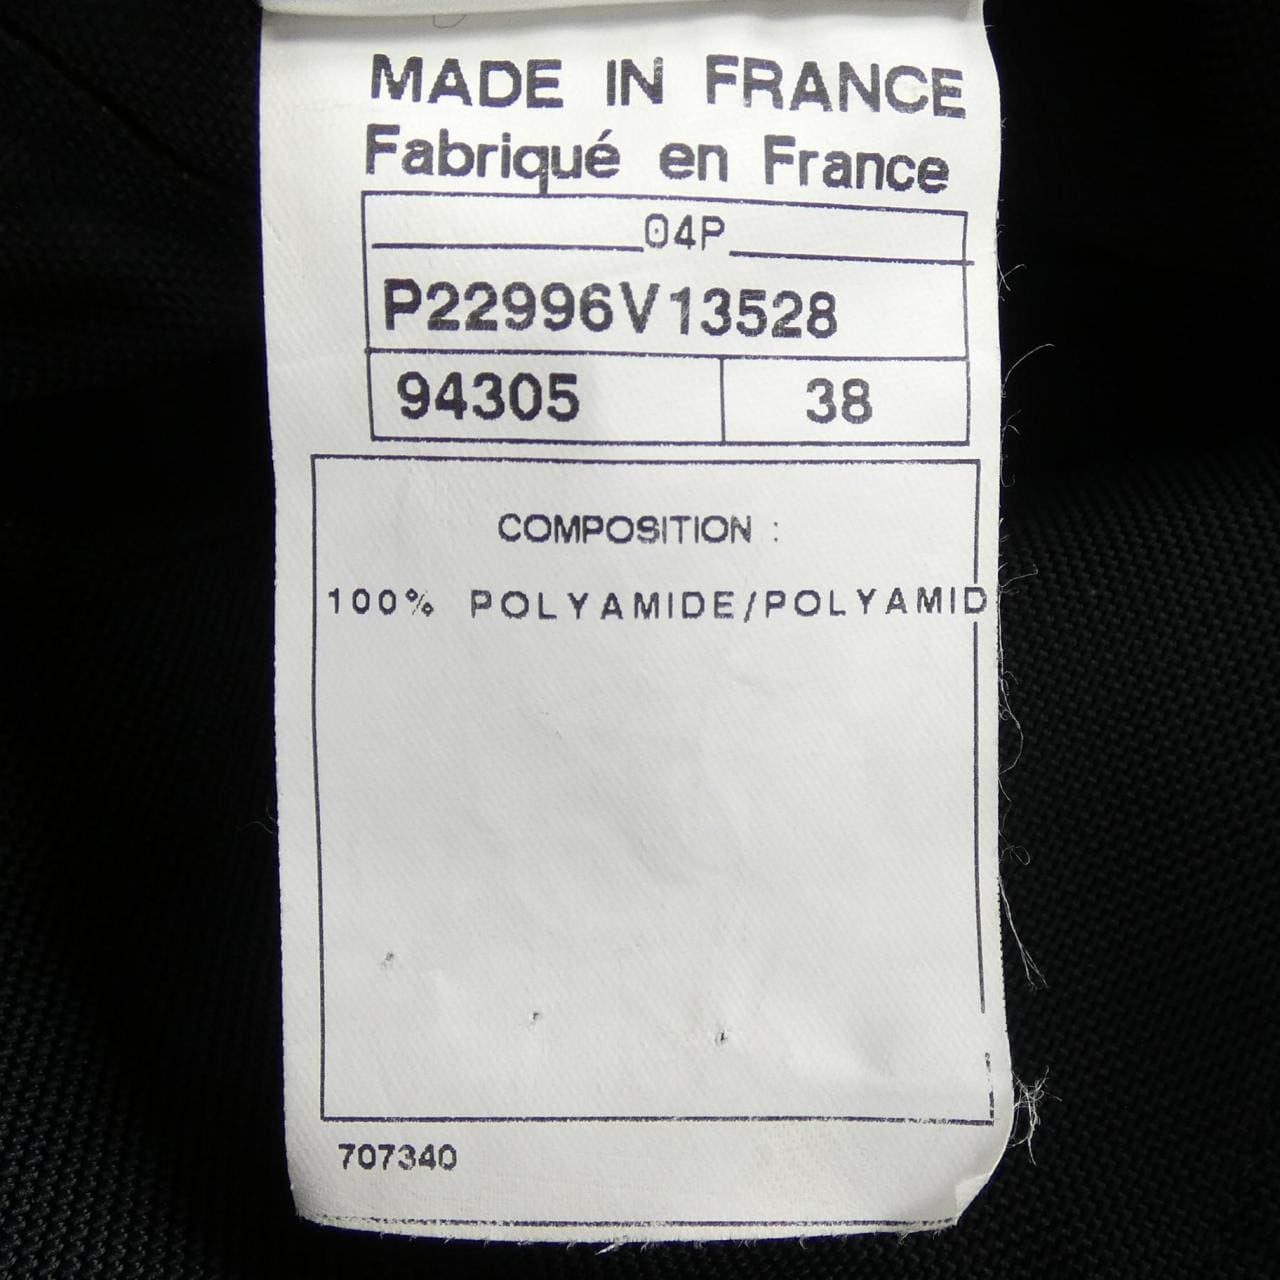 MADE IN FRANCE
Fabriqué en France
04P
P22996V13528
94305 38
COMPOSITION :
100% POLYAMIDE/POLYAMID
707340